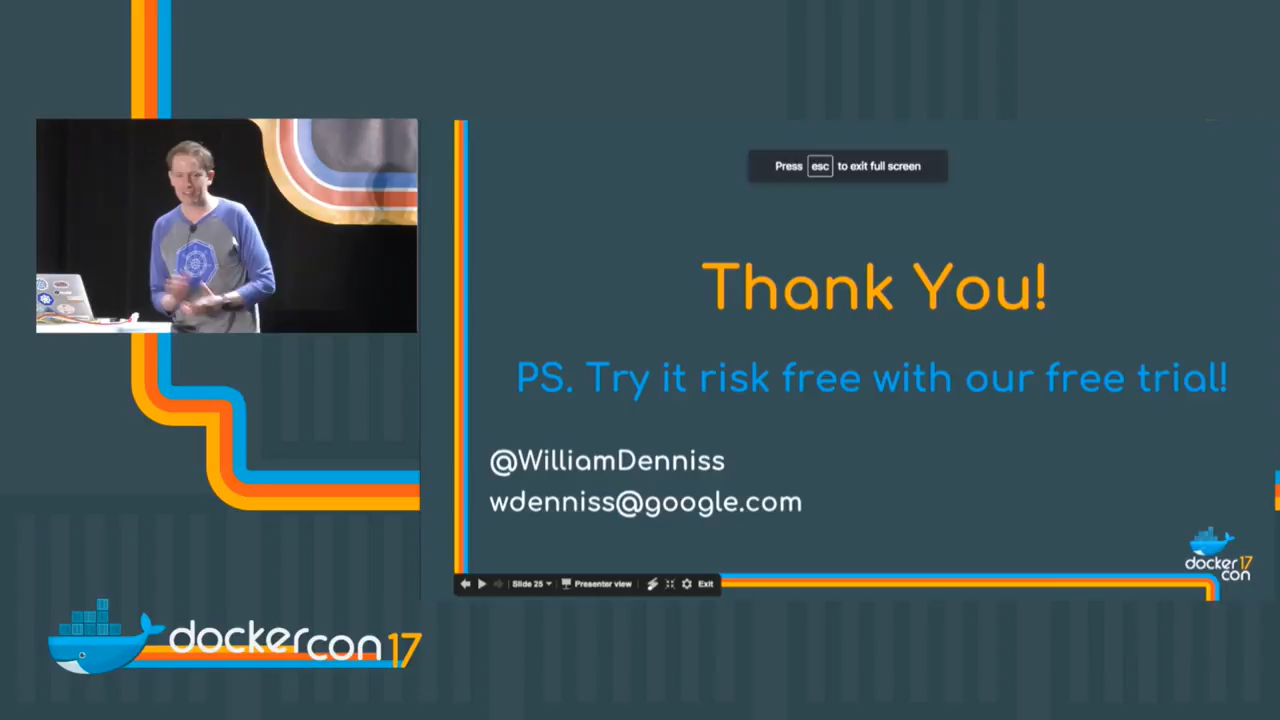 Press esc to exit full screen
Thank You!
PS. Try it risk free with our free trial!
@WilliamDenniss
wdenniss@google.com
docker 17
con
Slide 25 Presenter view Exit
dockercon 17